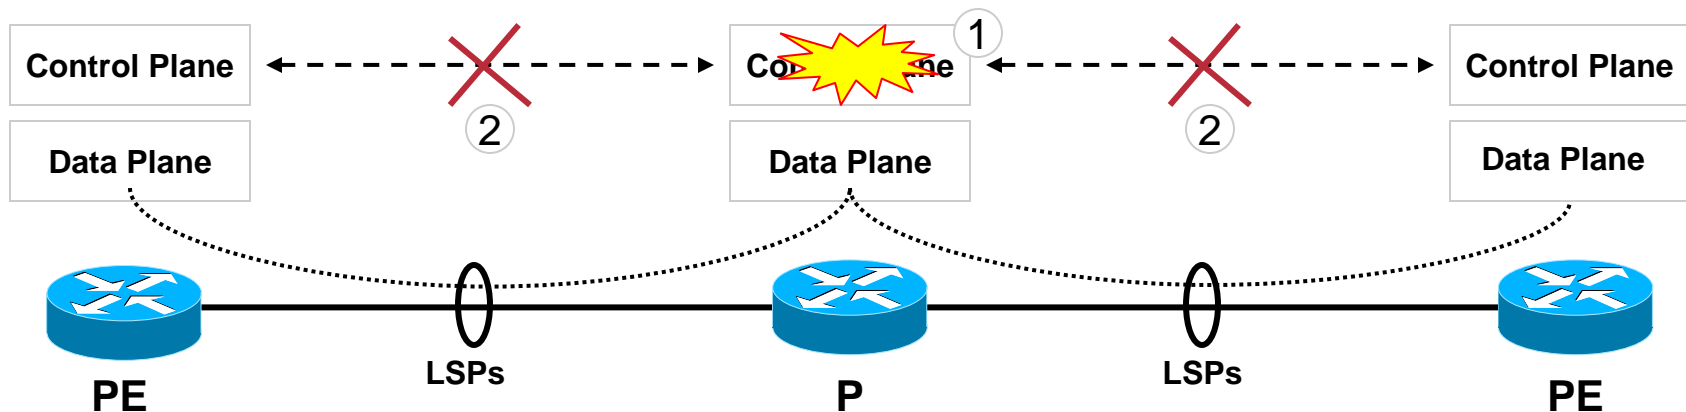 Control Plane
1
Control Plane
2
2
Data Plane
Data Plane
Data Plane
LSPs
LSPs
PE
P
PE